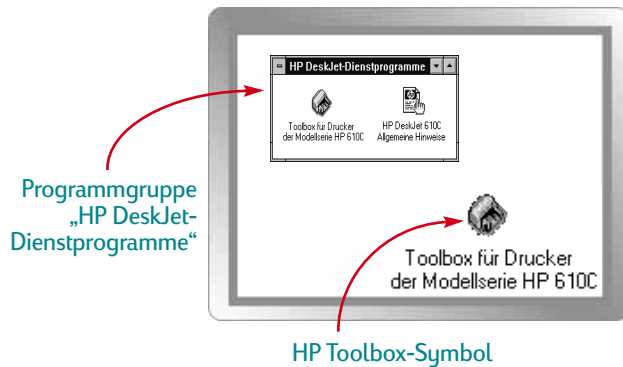 HP DeskJet-Dienstprogramme
Toolbox für Drucker
der Modellserie HP 610C
HP DeskJet 610C
Allgemeine Hinweise
Programmgruppe
„HP DeskJet-
Dienstprogramme“
Toolbox für Drucker
der Modellserie HP 610C
HP Toolbox-Symbol